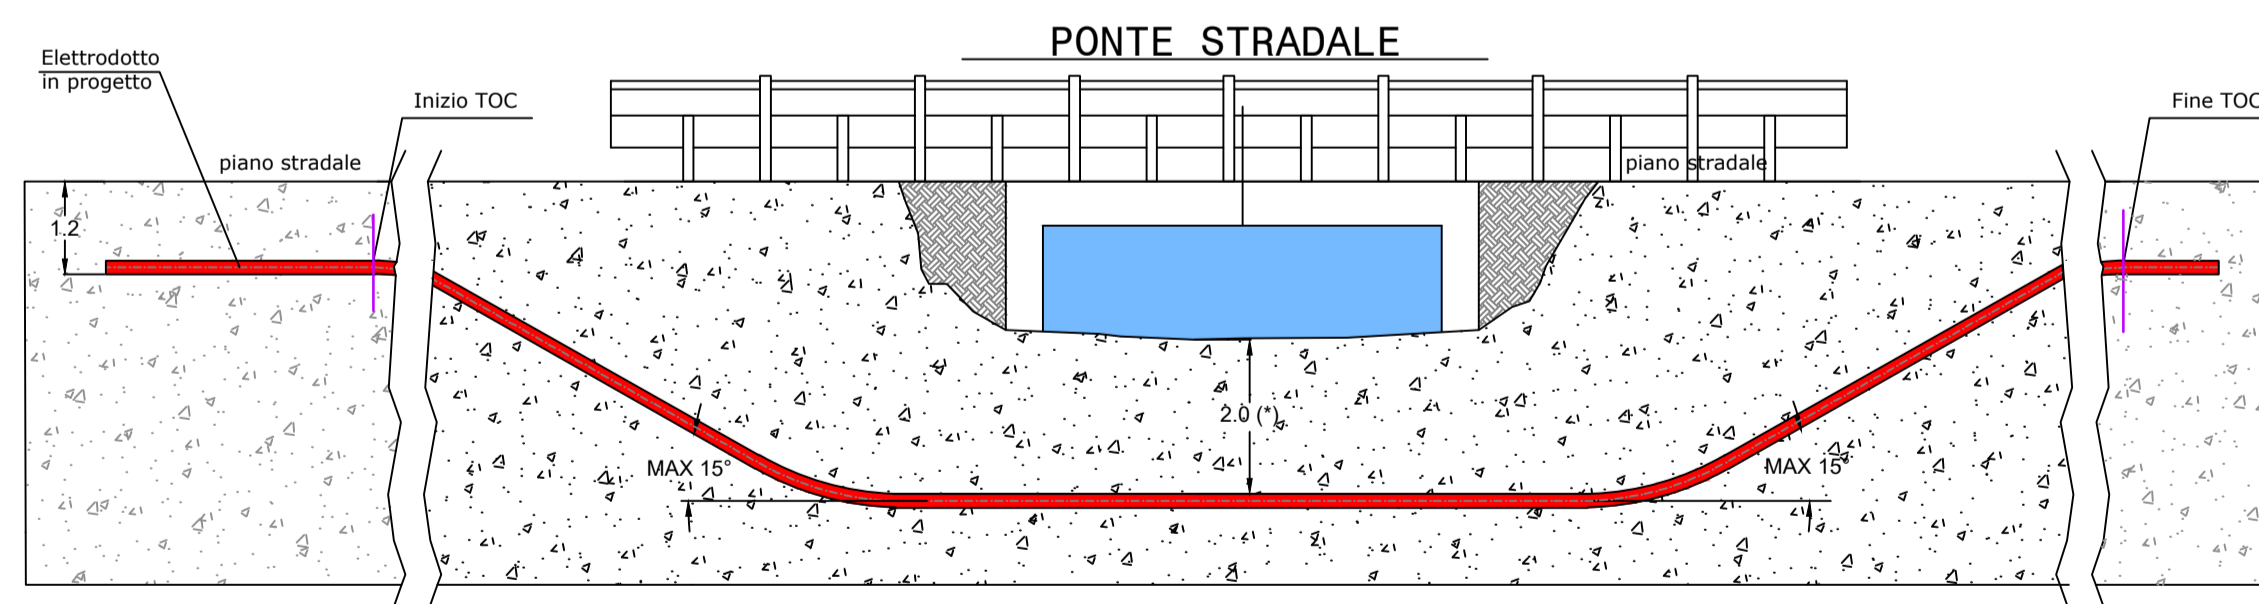 PONTE STRADALE
Elettrodotto
in progetto
Inizio TOC
Fine TOC
piano stradale
piano stradale
1.2
2.0 (*)
MAX 15°
MAX 15°